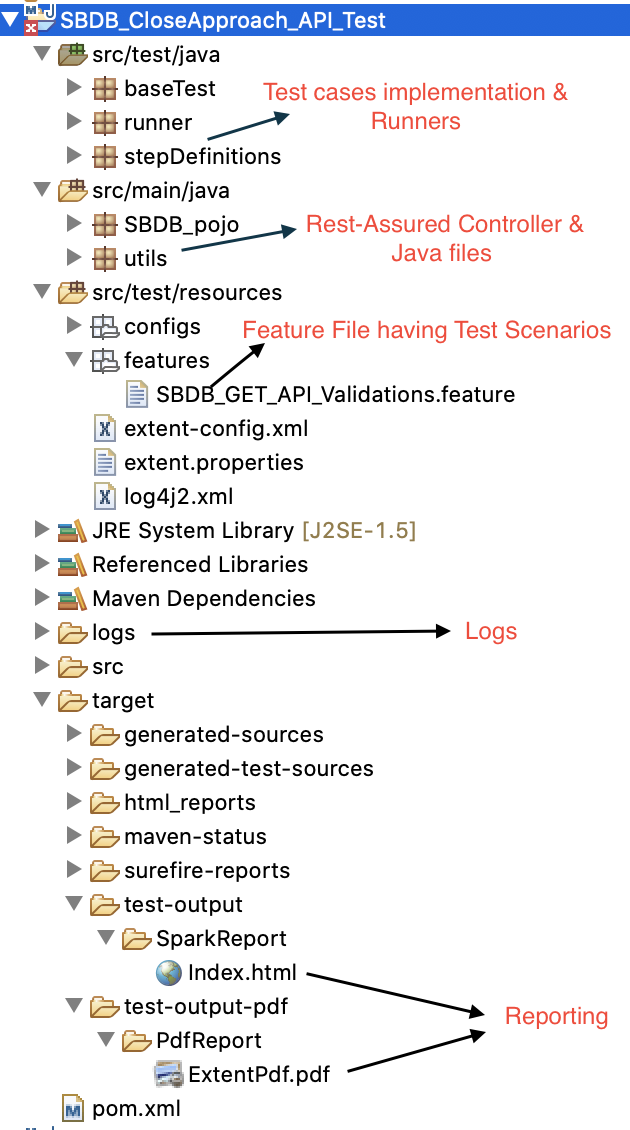 SBDB_CloseApproach_API_Test
src/test/java
baseTest
Test cases implementation &
runner
Runners
stepDefinitions
src/main/java
SBDB_pojo
Rest-Assured Controller &
utils
Java files
src/test/resources
configs
Feature File having Test Scenarios
features
SBDB_GET_API_Validations.feature
extent-config.xml
extent.properties
log4j2.xml
JRE System Library [J2SE-1.5]
Referenced Libraries
Maven Dependencies
logs
Logs
src
target
generated-sources
generated-test-sources
html_reports
maven-status
surefire-reports
test-output
SparkReport
Index.html
test-output-pdf
Reporting
PdfReport
ExtentPdf.pdf
pom.xml